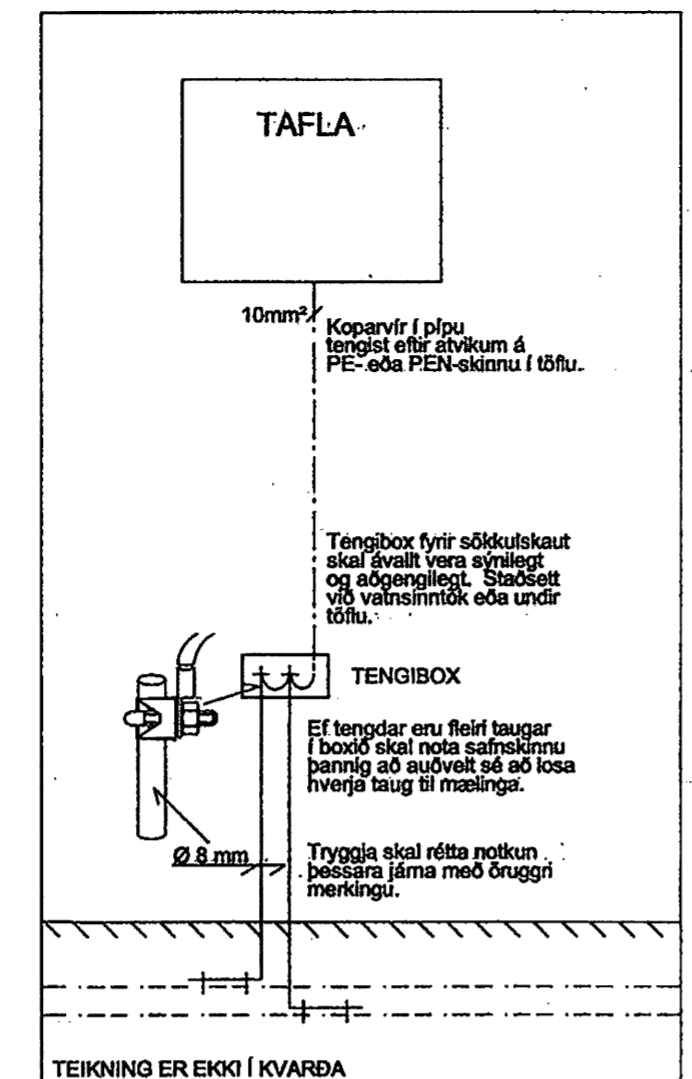 TAFLA
10mm²
Koparvír í pípu
tengist eftir atvikum á
PE- eða PEN-skinnu í töflu.
Tengibox fyrir sökkulskaut
skal ávallt vera sýnilegt
og aðgengilegt. Staðsett
við vatnsinntök eða undir
töflu.
TENGIBOX
Ef tengdar eru fleiri taugar
í boxið skal nota safnskinnu
þannig að auðvelt sé að losa
hverja taug til mælinga.
Ø 8 mm
Tryggja skal rétta notkun
þessara járna með öruggri
merkingu.
TEIKNING ER EKKI Í KVARÐA